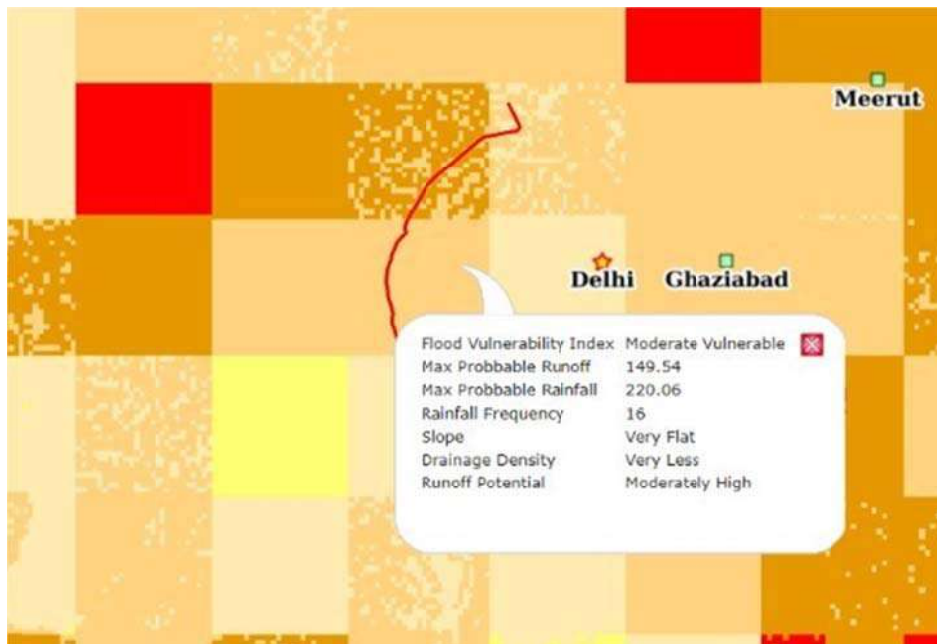 Meerut
Delhi
Ghaziabad
Flood Vulnerability Index Moderate Vulnerable
Max Probbable Runoff 149.54
Max Probbable Rainfall 220.06
Rainfall Frequency 16
Slope Very Flat
Drainage Density Very Less
Runoff Potential Moderately High